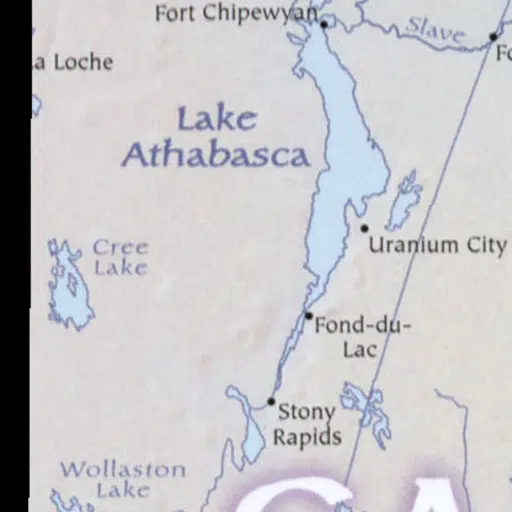 Fort Chipewyan
Slave
a Loche
Lake
Athabasca
Uranium City
Cree
Lake
Fond-du-
Lac
Stony
Rapids
Wollaston
Lake